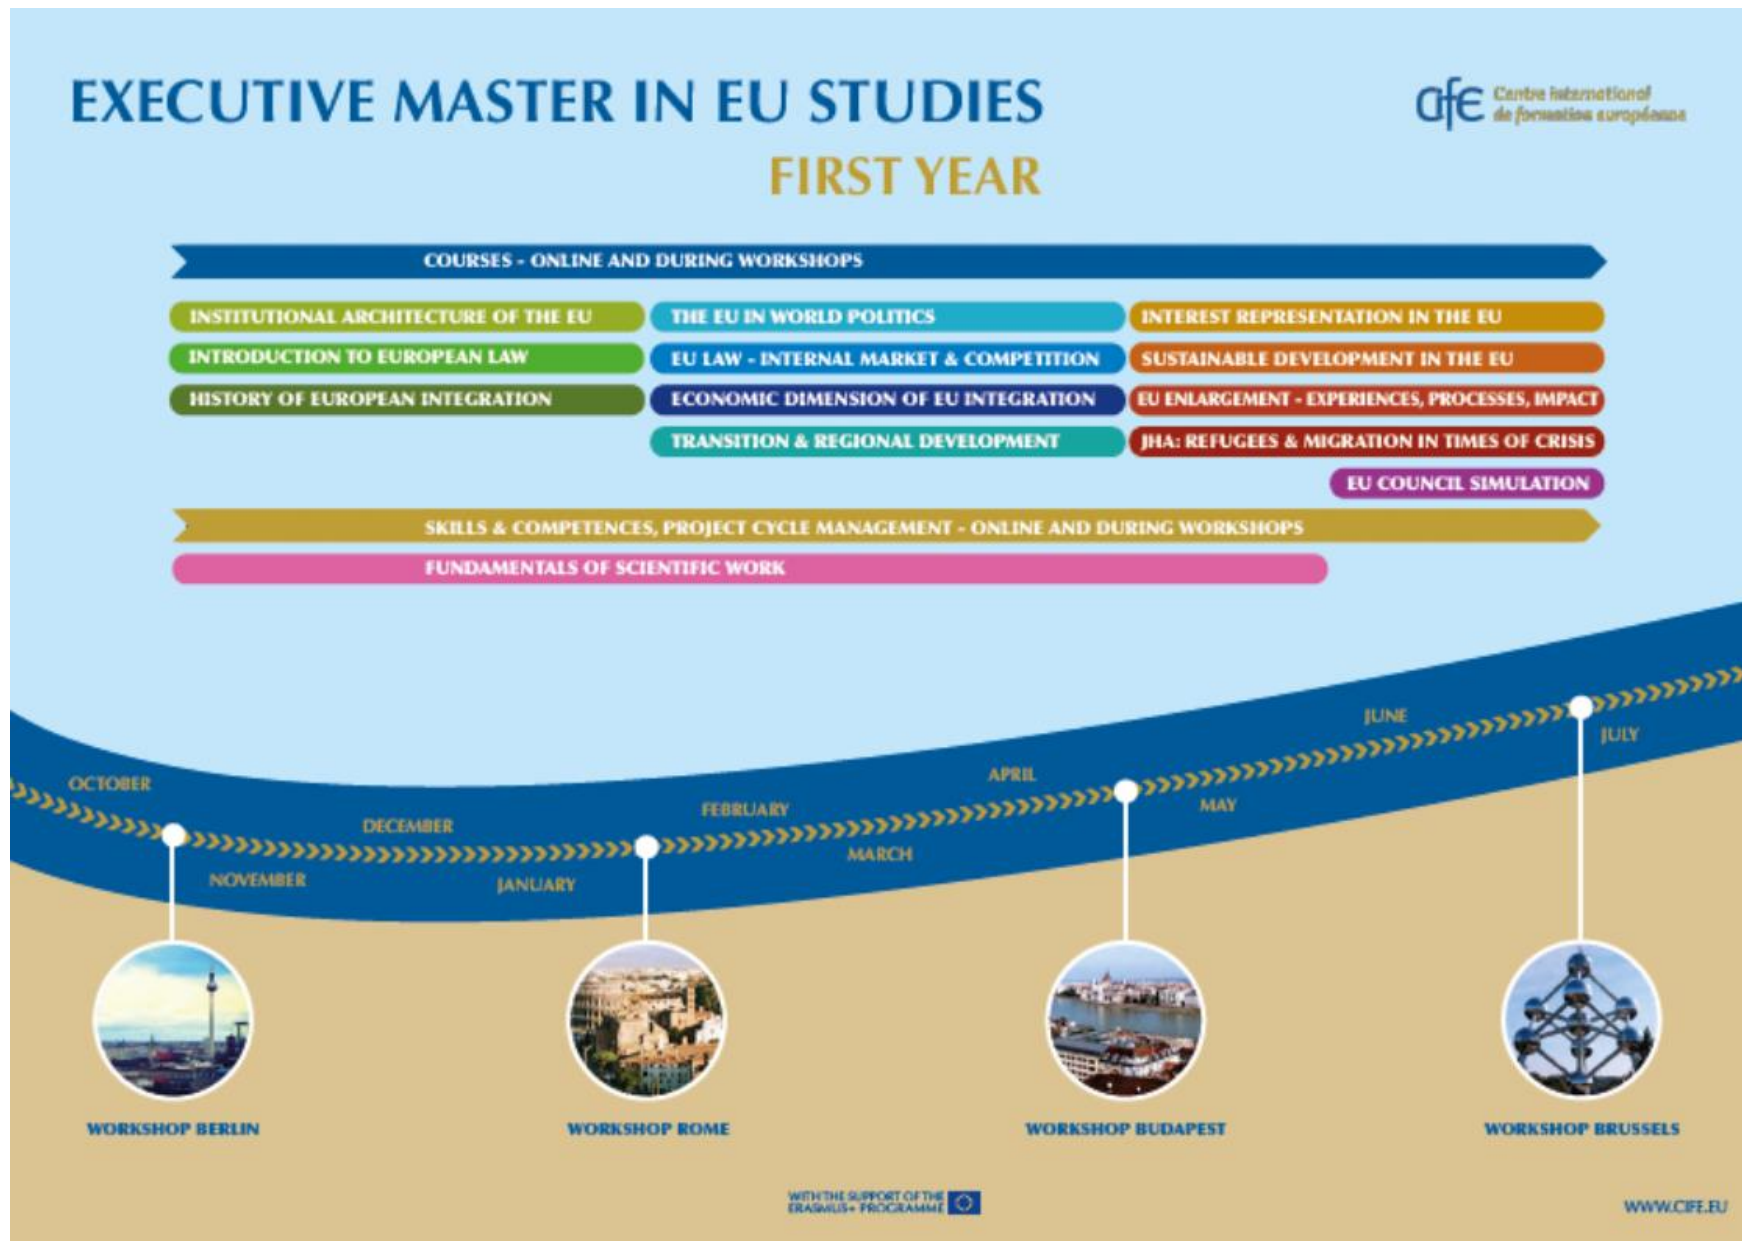 EXECUTIVE MASTER IN EU STUDIES
FIRST YEAR
cife Centre international
de formation européenne
COURSES - ONLINE AND DURING WORKSHOPS
INSTITUTIONAL ARCHITECTURE OF THE EU
THE EU IN WORLD POLITICS
INTEREST REPRESENTATION IN THE EU
INTRODUCTION TO EUROPEAN LAW
EU LAW - INTERNAL MARKET & COMPETITION
SUSTAINABLE DEVELOPMENT IN THE EU
HISTORY OF EUROPEAN INTEGRATION
ECONOMIC DIMENSION OF EU INTEGRATION
EU ENLARGEMENT - EXPERIENCES, PROCESSES, IMPACT
TRANSITION & REGIONAL DEVELOPMENT
JHA: REFUGEES & MIGRATION IN TIMES OF CRISIS
EU COUNCIL SIMULATION
SKILLS & COMPETENCES, PROJECT CYCLE MANAGEMENT - ONLINE AND DURING WORKSHOPS
FUNDAMENTALS OF SCIENTIFIC WORK
OCTOBER
NOVEMBER
DECEMBER
JANUARY
FEBRUARY
MARCH
APRIL
MAY
JUNE
JULY
WORKSHOP BERLIN
WORKSHOP ROME
WORKSHOP BUDAPEST
WORKSHOP BRUSSELS
WITH THE SUPPORT OF THE
ERASMUS+ PROGRAMME
WWW.CIFE.EU